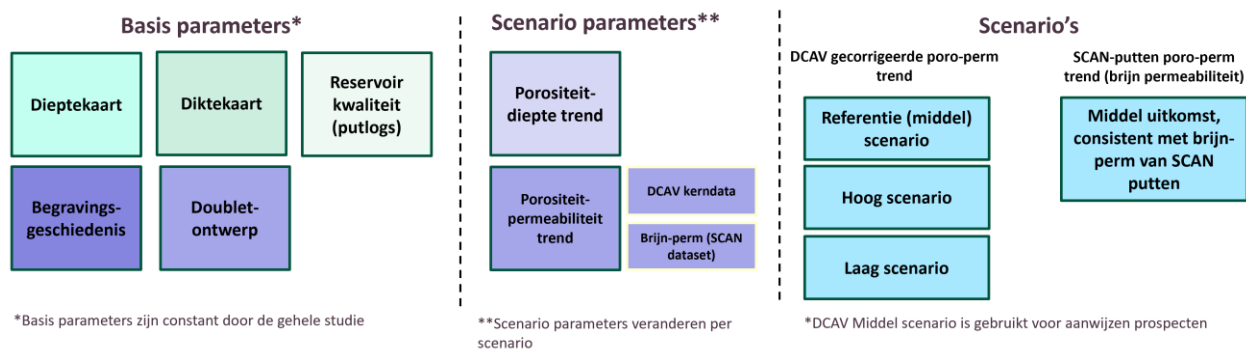 Basis parameters*
Dieptekaart
Diktekaart
Reservoir
kwaliteit
(putlogs)
Begravings-
geschiedenis
Doublet-
ontwerp
*Basis parameters zijn constant door de gehele studie
Scenario parameters**
Porositeit-
diepte trend
Porositeit-
permeabiliteit
trend
DCAV kerndata
Brijn-perm (SCAN
dataset)
**Scenario parameters veranderen per
scenario
Scenario's
DCAV gecorrigeerde poro-perm
trend
Referentie (middel)
scenario
Hoog scenario
Laag scenario
SCAN-putten poro-perm
trend (brijn permeabiliteit)
Middel uitkomst,
consistent met brijn-
perm van SCAN
putten
*DCAV Middel scenario is gebruikt voor aanwijzen prospecten